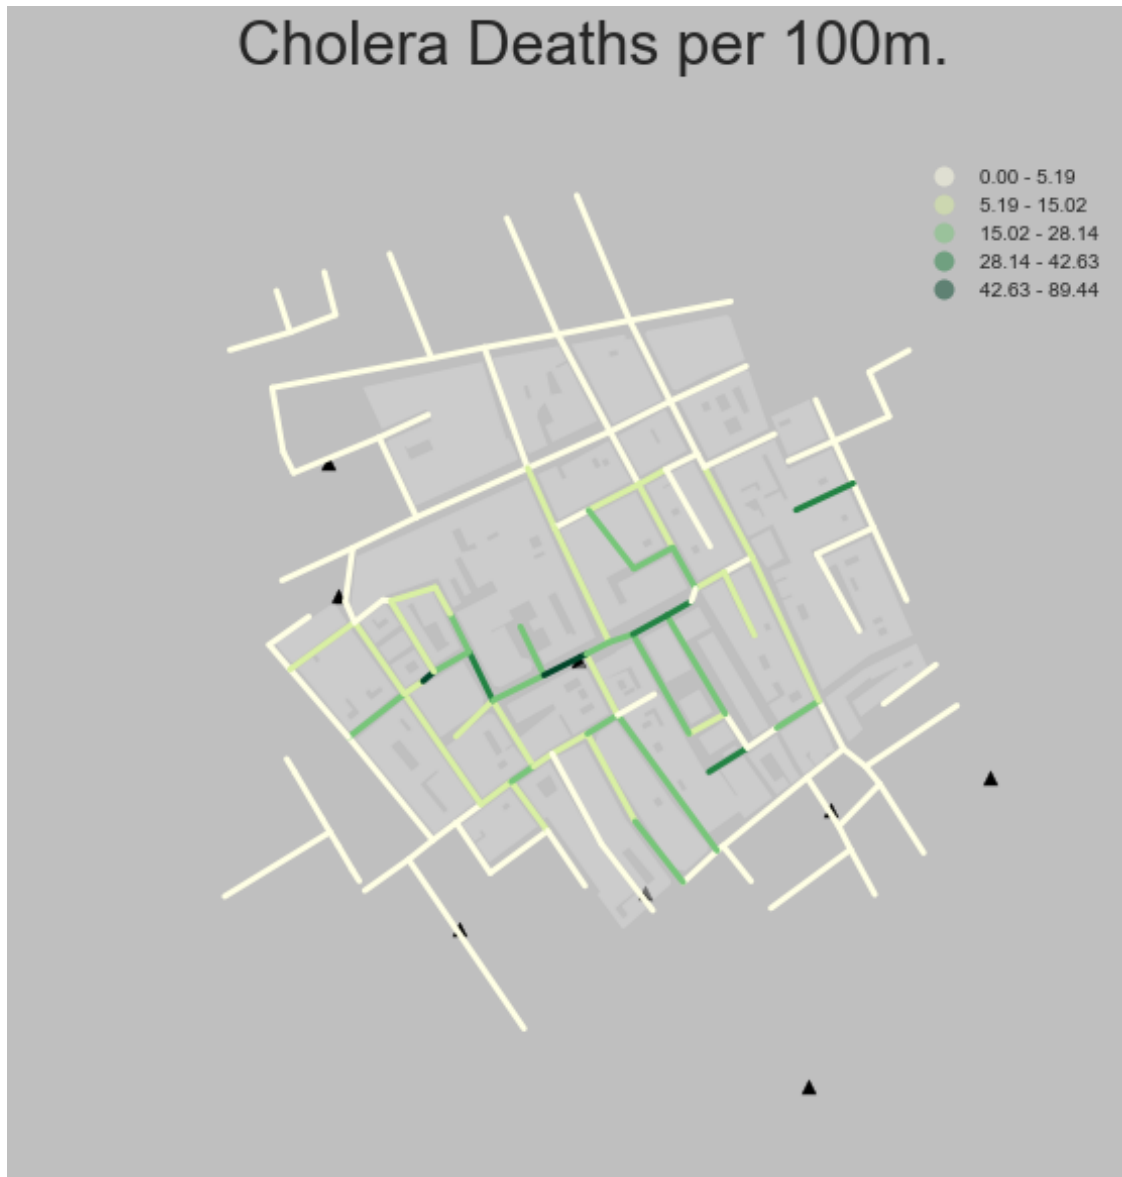 Cholera Deaths per 100m.
0.00 - 5.19
5.19 - 15.02
15.02 - 28.14
28.14 - 42.63
42.63 - 89.44